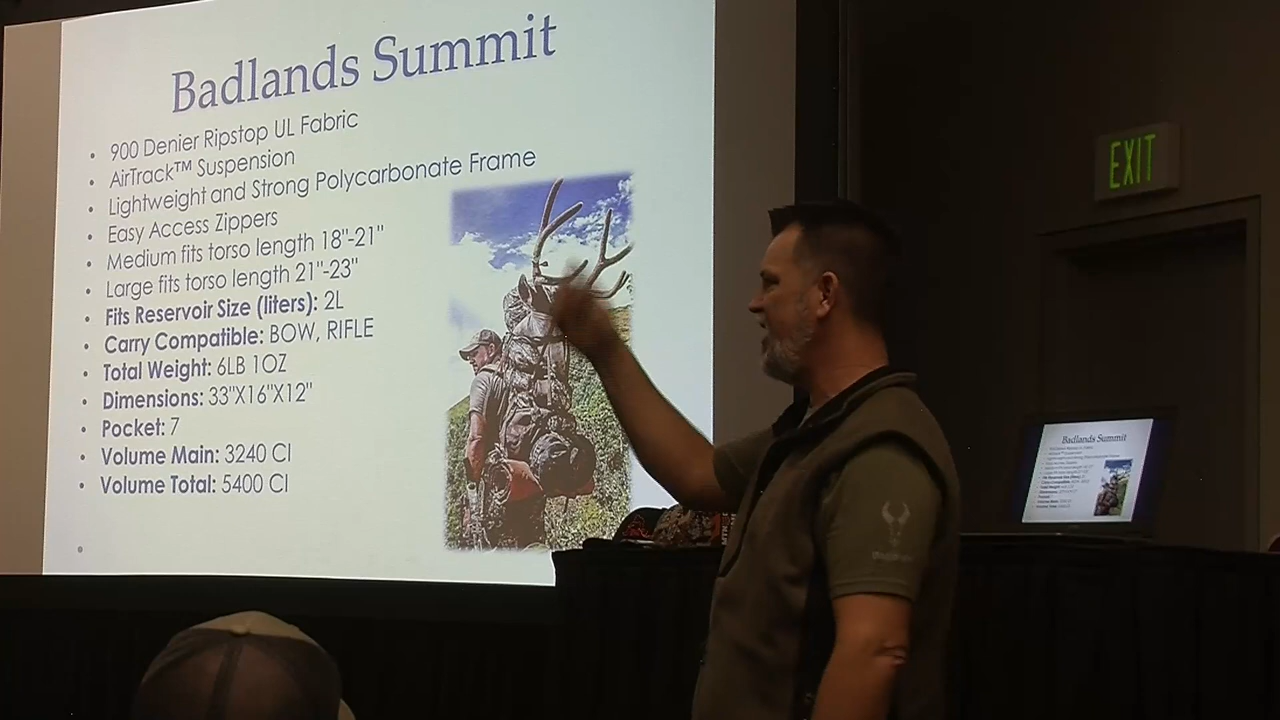 Badlands Summit
• 900 Denier Ripstop UL Fabric
• AirTrack™ Suspension
• Lightweight and Strong Polycarbonate Frame
• Easy Access Zippers
• Medium fits torso length 18"-21"
• Large fits torso length 21"-23"
• Fits Reservoir Size (liters): 2L
• Carry Compatible: BOW, RIFLE
• Total Weight: 6LB 1OZ
• Dimensions: 33"X16"X12"
• Pocket: 7
• Volume Main: 3240 CI
• Volume Total: 5400 CI
•
EXIT
Badlands Summit